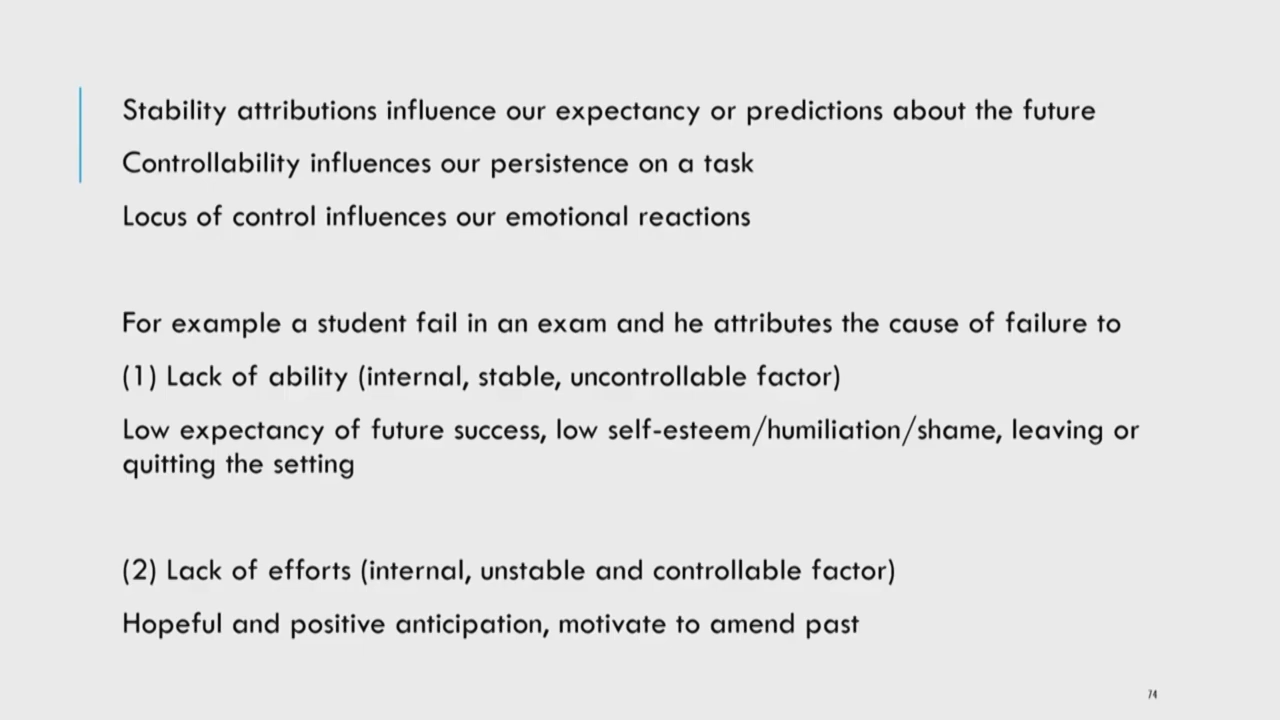 Stability attributions influence our expectancy or predictions about the future
Controllability influences our persistence on a task
Locus of control influences our emotional reactions
For example a student fail in an exam and he attributes the cause of failure to
(1) Lack of ability (internal, stable, uncontrollable factor)
Low expectancy of future success, low self-esteem/humiliation/shame, leaving or
quitting the setting
(2) Lack of efforts (internal, unstable and controllable factor)
Hopeful and positive anticipation, motivate to amend past
74